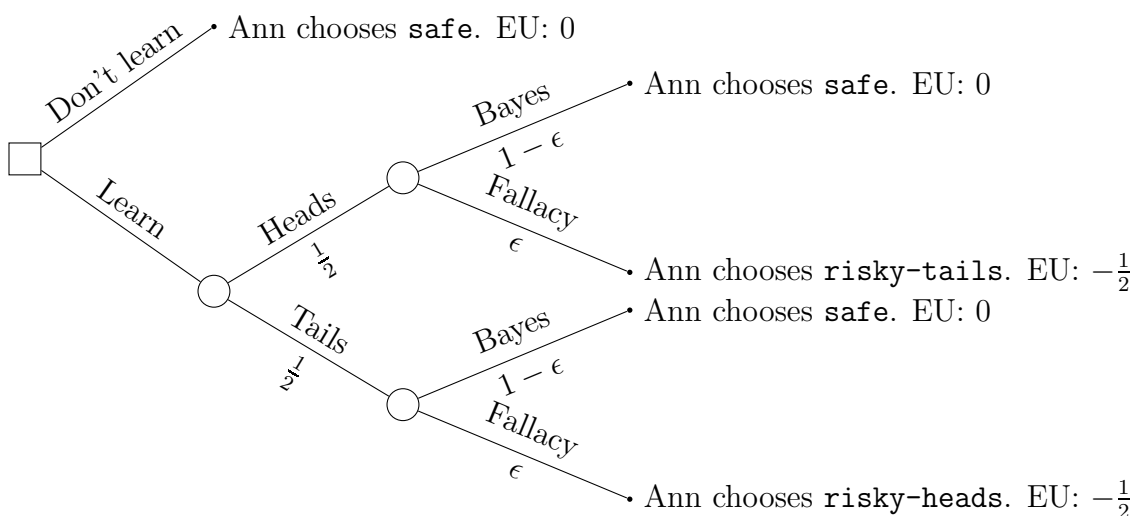 Don't learn
Ann chooses safe. EU: 0
Learn
Heads
1/2
Bayes
1 − ϵ
Ann chooses safe. EU: 0
Fallacy
ϵ
Ann chooses risky-tails. EU: −1/2
Tails
1/2
Bayes
1 − ϵ
Ann chooses safe. EU: 0
Fallacy
ϵ
Ann chooses risky-heads. EU: −1/2